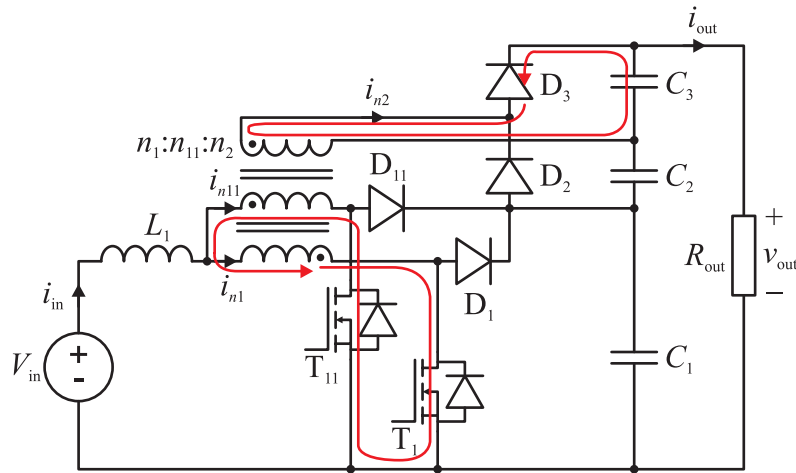 i_out
D_3
C_3
i_n2
n_1:n_11:n_2
D_11
D_2
C_2
i_n11
L_1
i_n1
D_1
R_out
+
v_out
−
i_in
V_in
+
-
T_11
T_1
C_1